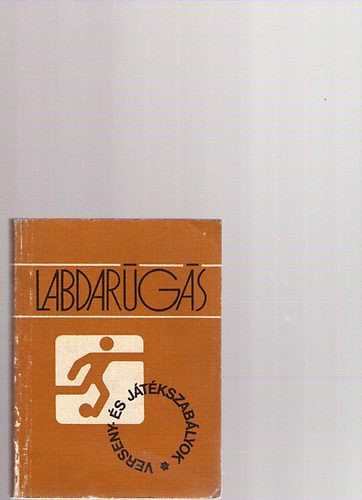 LABDARÚGÁS
VERSENY- ÉS JÁTÉKSZABÁLYOK *